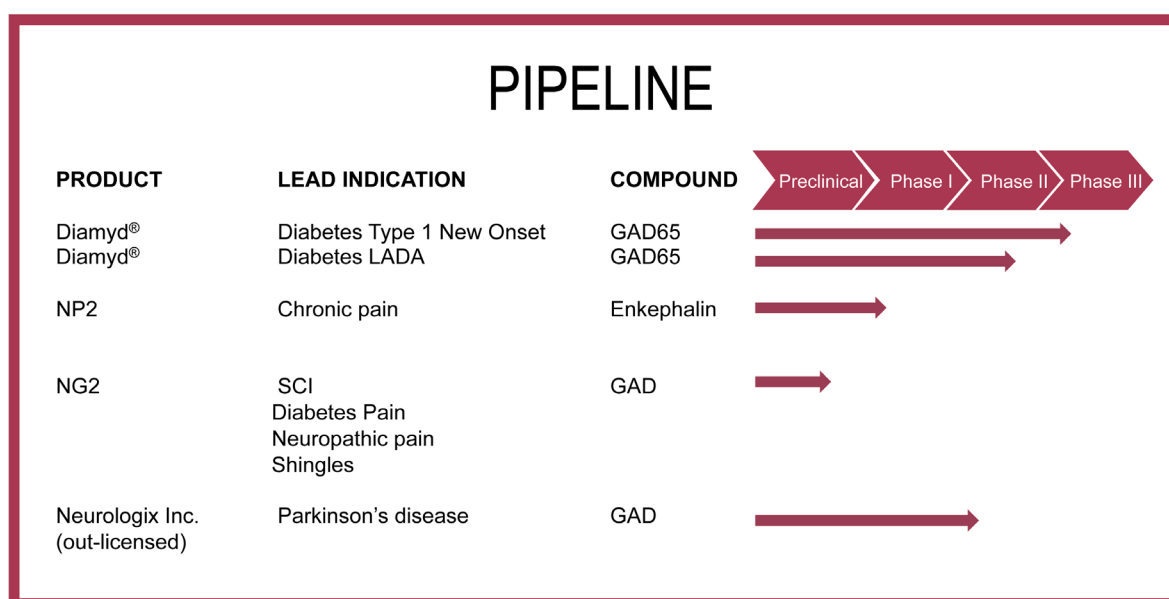 PIPELINE
PRODUCT LEAD INDICATION COMPOUND Preclinical Phase I Phase II Phase III
Diamyd® Diabetes Type 1 New Onset GAD65
Diamyd® Diabetes LADA GAD65
NP2 Chronic pain Enkephalin
NG2 SCI GAD
Diabetes Pain
Neuropathic pain
Shingles
Neurologix Inc. Parkinson’s disease GAD
(out-licensed)